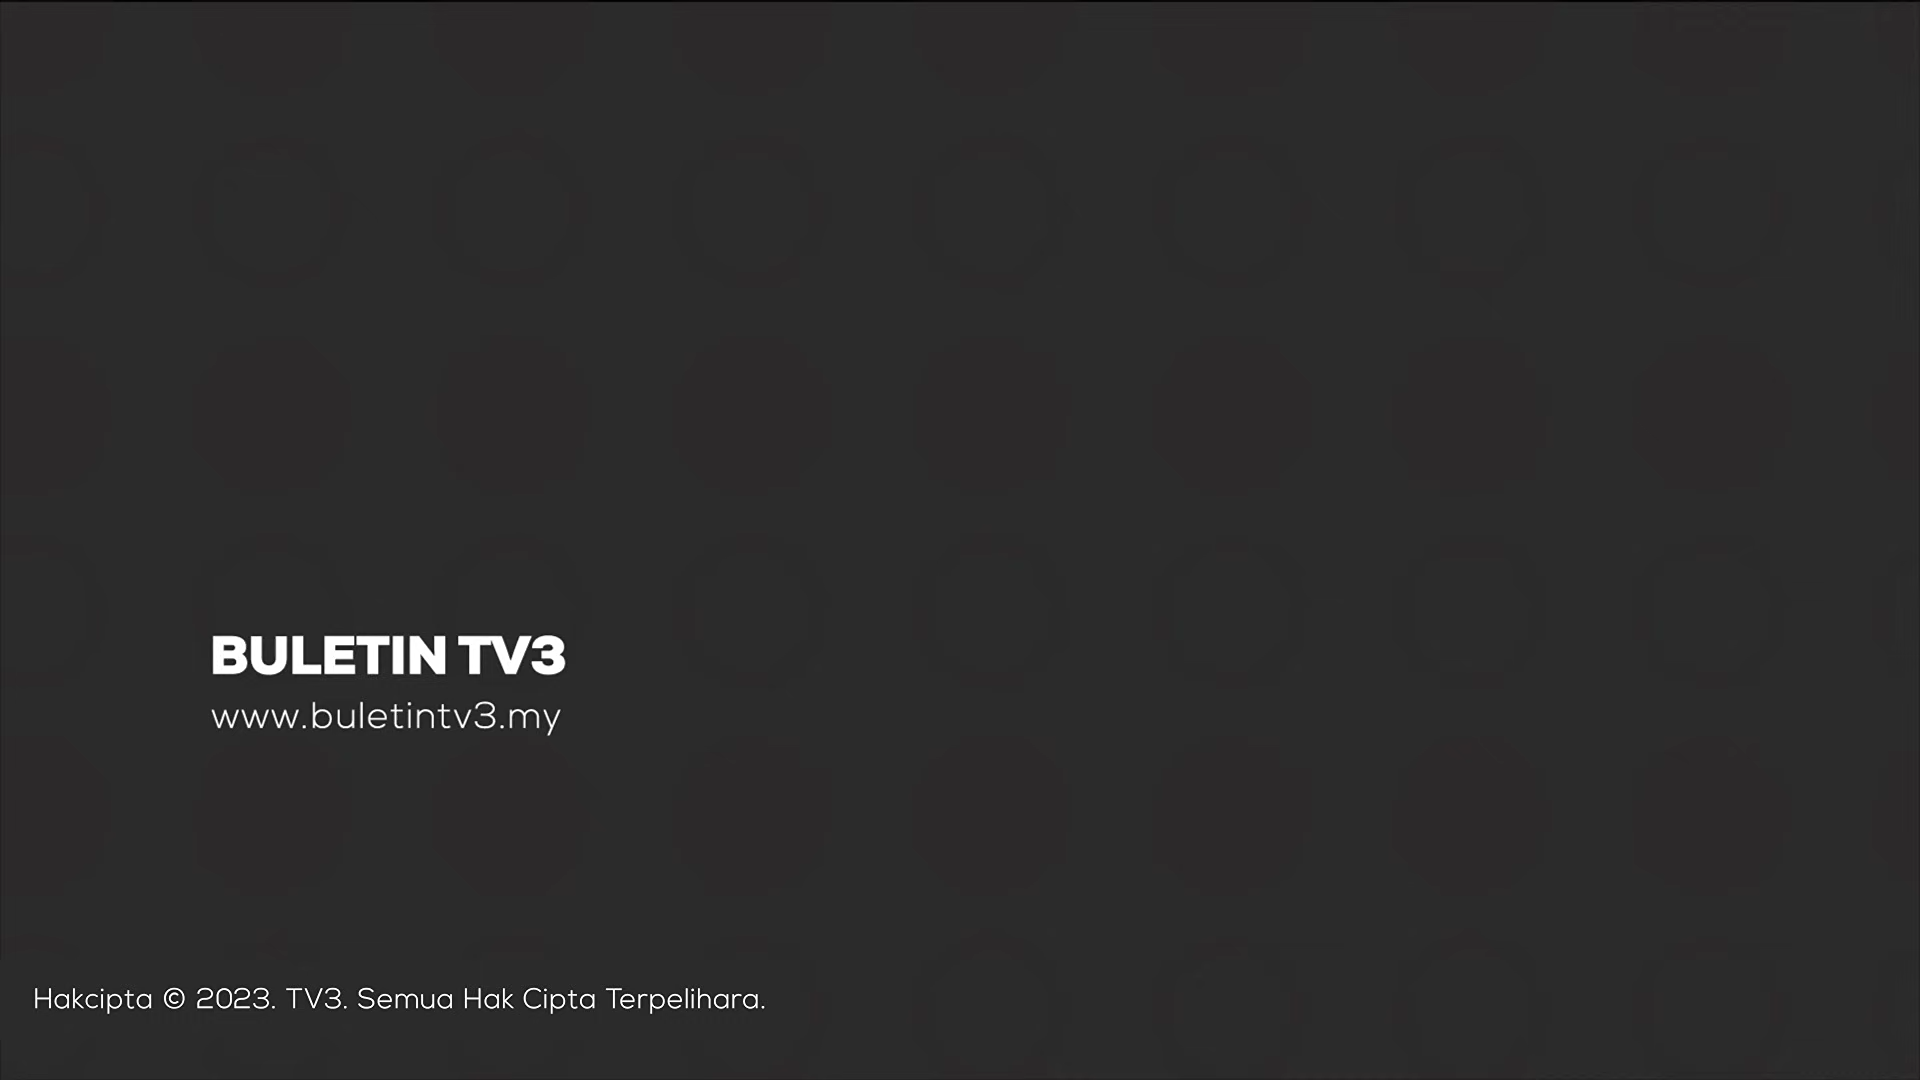 BULETIN TV3
www.buletintv3.my
Hakcipta © 2023. TV3. Semua Hak Cipta Terpelihara.